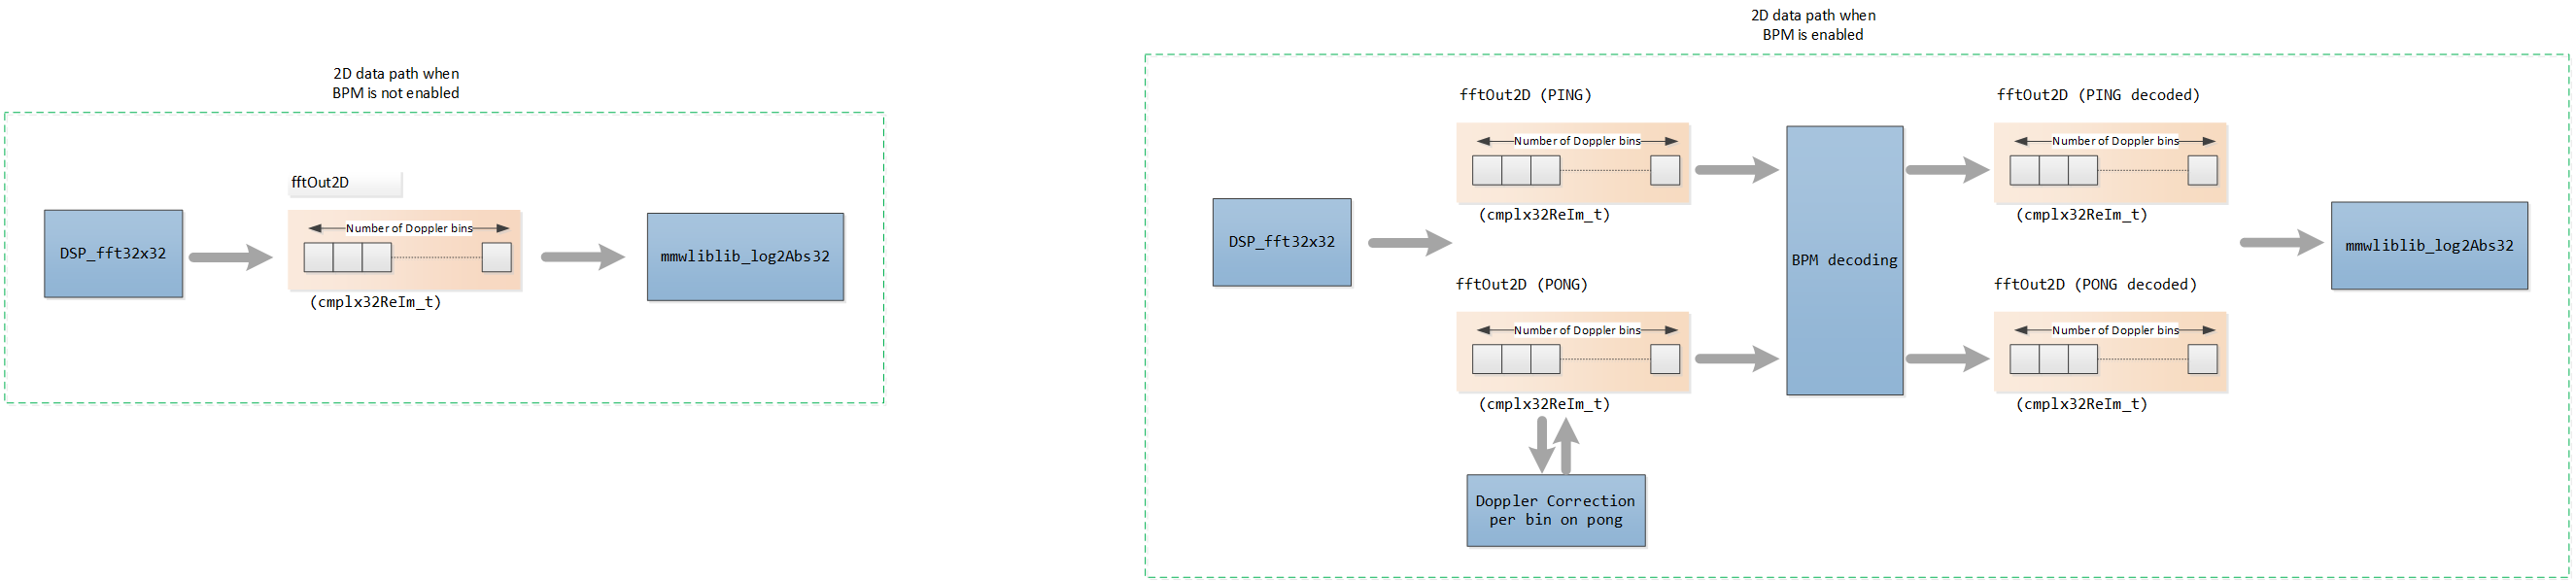 2D data path when
BPM is not enabled
fftOut2D
DSP_fft32x32
Number of Doppler bins
(cmplx32ReIm_t)
mmwliblib_log2Abs32
2D data path when
BPM is enabled
DSP_fft32x32
fftOut2D (PING)
Number of Doppler bins
(cmplx32ReIm_t)
fftOut2D (PONG)
Number of Doppler bins
(cmplx32ReIm_t)
Doppler Correction
per bin on pong
BPM decoding
fftOut2D (PING decoded)
Number of Doppler bins
(cmplx32ReIm_t)
fftOut2D (PONG decoded)
Number of Doppler bins
(cmplx32ReIm_t)
mmwliblib_log2Abs32